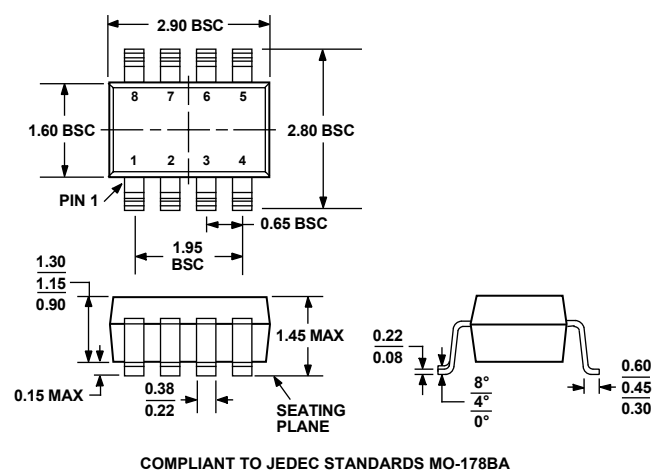 2.90 BSC
8 7 6 5
1.60 BSC
2.80 BSC
1 2 3 4
PIN 1
0.65 BSC
1.95
BSC
1.30
1.15
0.90
1.45 MAX
0.15 MAX
0.38
0.22
SEATING
PLANE
0.22
0.08
8°
4°
0°
0.60
0.45
0.30
COMPLIANT TO JEDEC STANDARDS MO-178BA